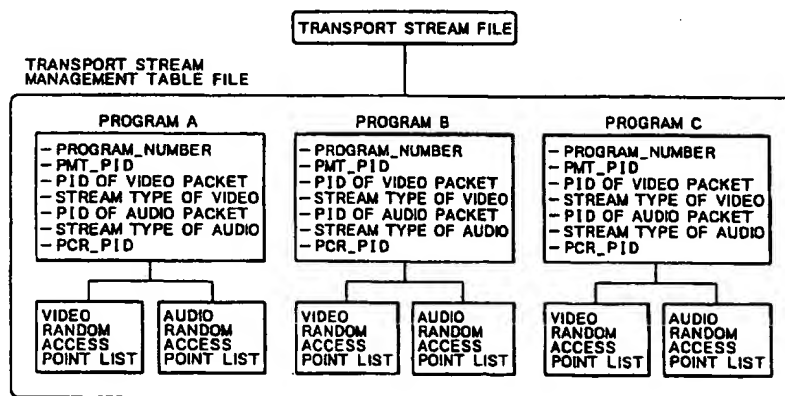 TRANSPORT STREAM FILE
TRANSPORT STREAM
MANAGEMENT TABLE FILE
PROGRAM A
- PROGRAM_NUMBER
- PMT_PID
- PID OF VIDEO PACKET
- STREAM TYPE OF VIDEO
- PID OF AUDIO PACKET
- STREAM TYPE OF AUDIO
- PCR_PID
VIDEO
RANDOM
ACCESS
POINT LIST
AUDIO
RANDOM
ACCESS
POINT LIST
PROGRAM B
- PROGRAM_NUMBER
- PMT_PID
- PID OF VIDEO PACKET
- STREAM TYPE OF VIDEO
- PID OF AUDIO PACKET
- STREAM TYPE OF AUDIO
- PCR_PID
VIDEO
RANDOM
ACCESS
POINT LIST
AUDIO
RANDOM
ACCESS
POINT LIST
PROGRAM C
- PROGRAM_NUMBER
- PMT_PID
- PID OF VIDEO PACKET
- STREAM TYPE OF VIDEO
- PID OF AUDIO PACKET
- STREAM TYPE OF AUDIO
- PCR_PID
VIDEO
RANDOM
ACCESS
POINT LIST
AUDIO
RANDOM
ACCESS
POINT LIST